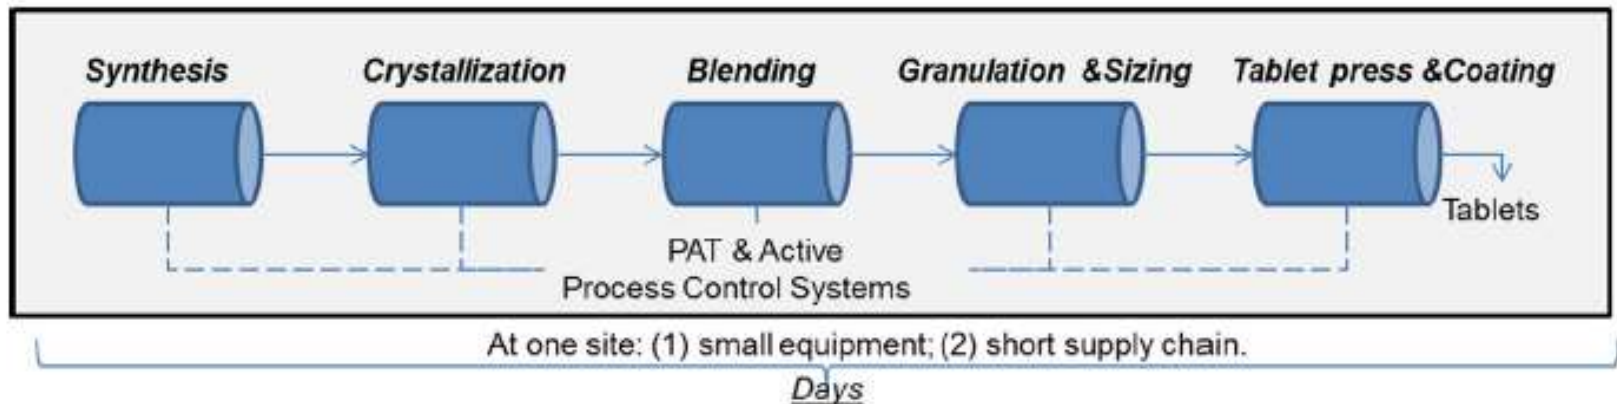 Synthesis
Crystallization
Blending
Granulation &Sizing
Tablet press &Coating
Tablets
PAT & Active
Process Control Systems
At one site: (1) small equipment; (2) short supply chain.
Days